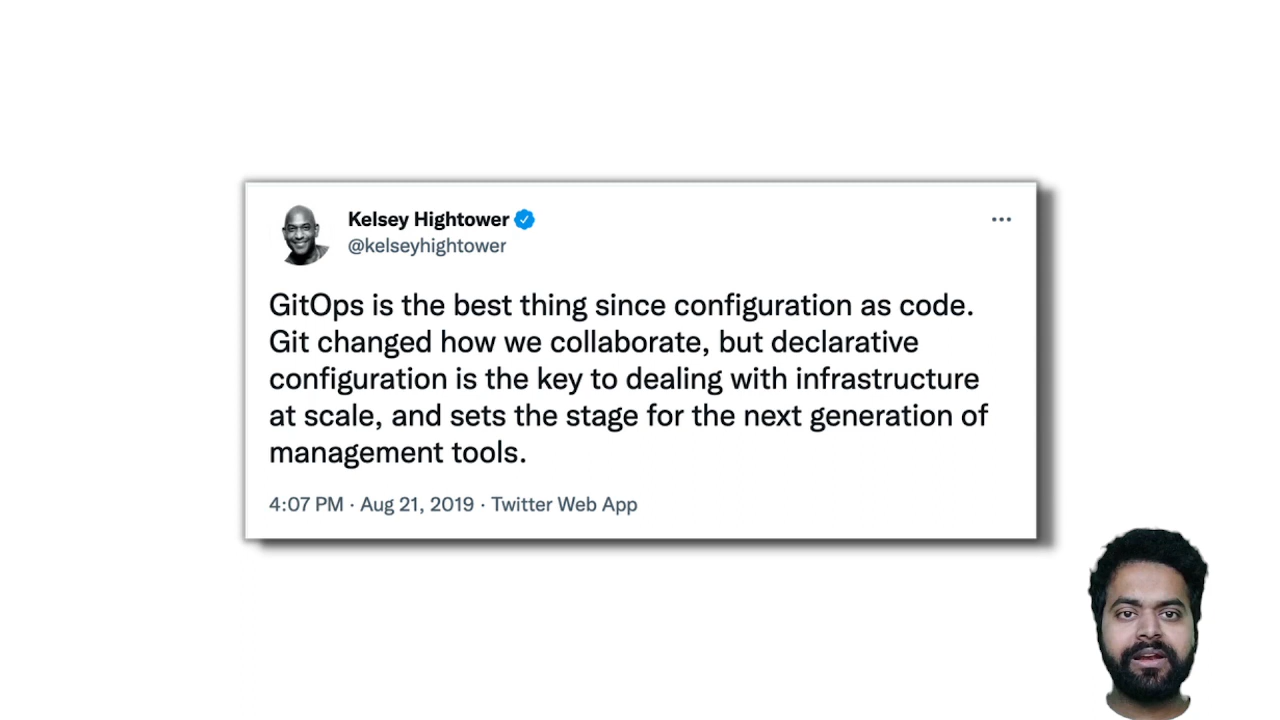 Kelsey Hightower
@kelseyhightower
GitOps is the best thing since configuration as code.
Git changed how we collaborate, but declarative
configuration is the key to dealing with infrastructure
at scale, and sets the stage for the next generation of
management tools.
4:07 PM · Aug 21, 2019 · Twitter Web App